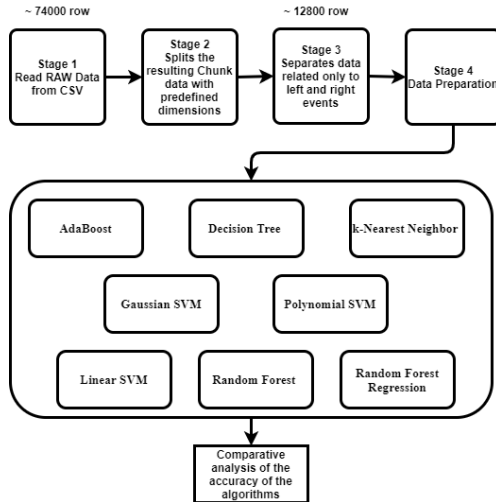 ~ 74000 row
~ 12800 row
Stage 1
Read RAW Data
from CSV
Stage 2
Splits the
resulting Chunk
data with
predefined
dimensions
Stage 3
Separates data
related only to
left and right
events
Stage 4
Data Preparation
AdaBoost
Decision Tree
k-Nearest Neighbor
Gaussian SVM
Polynomial SVM
Linear SVM
Random Forest
Random Forest
Regression
Comparative
analysis of the
accuracy of the
algorithms